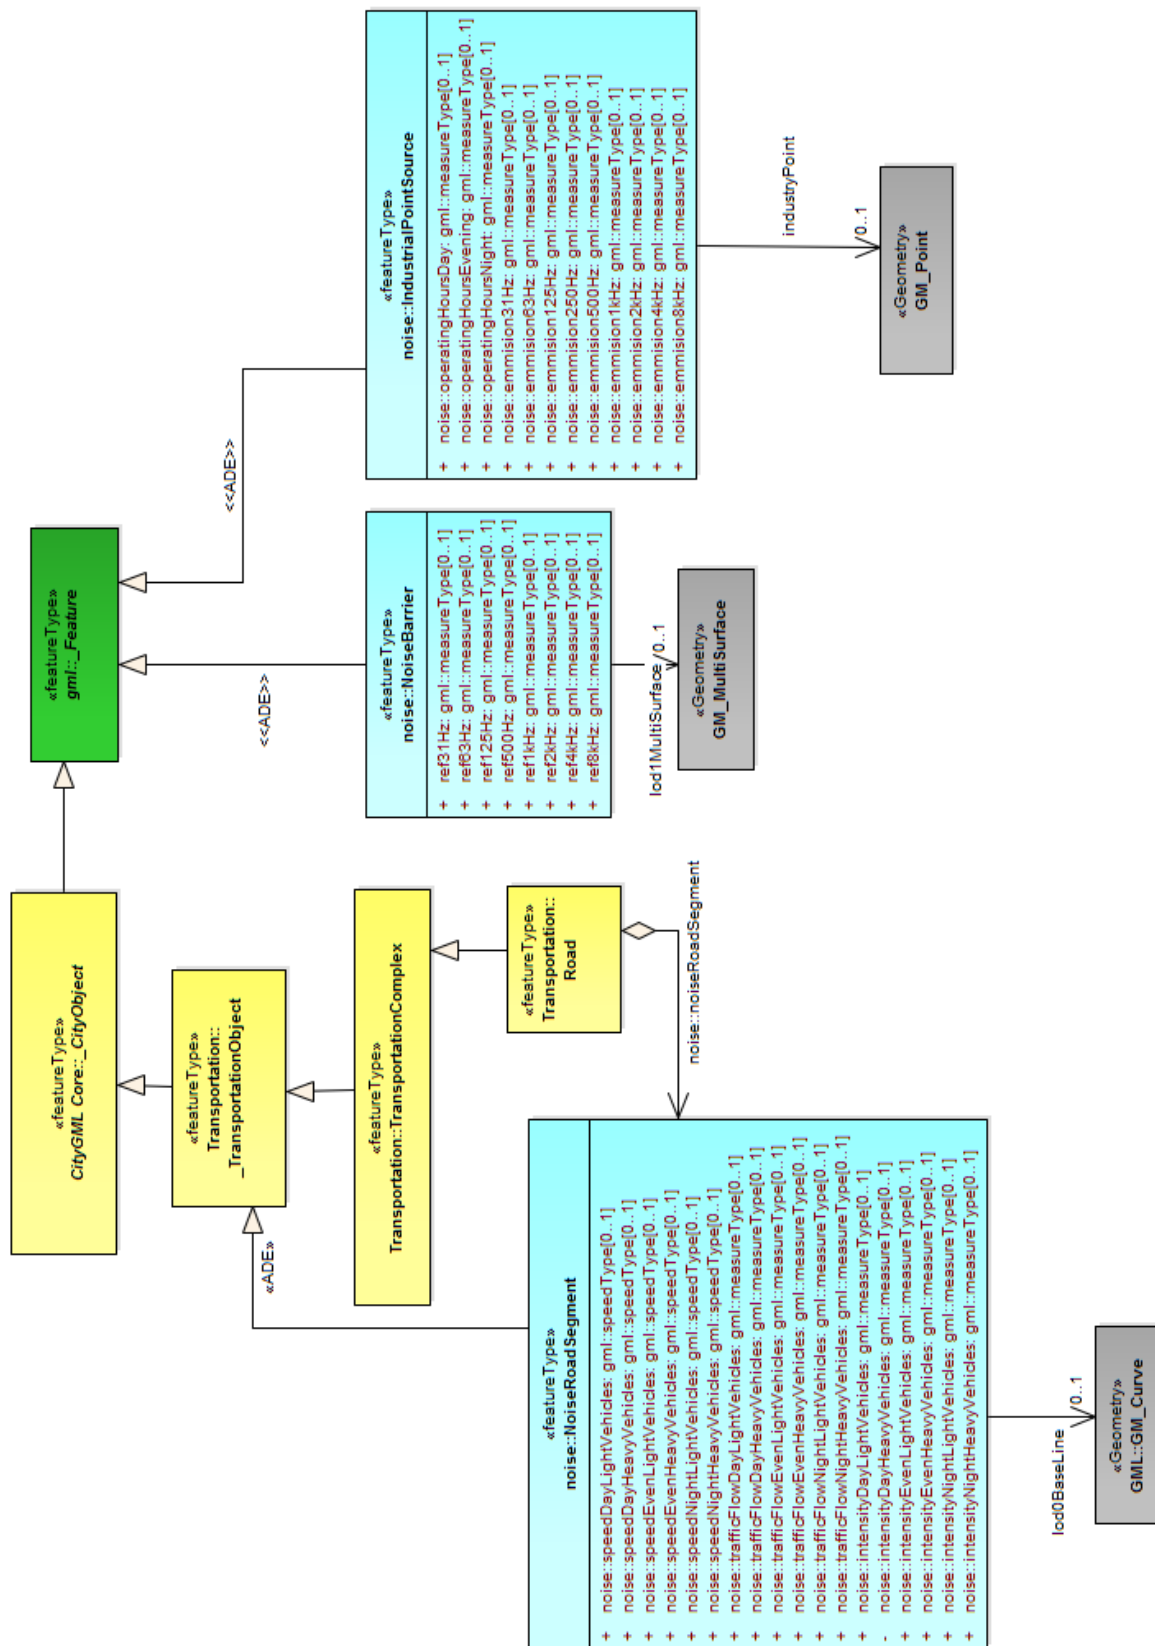 «featureType»
gml::_Feature
«featureType»
CityGML Core::_CityObject
«featureType»
Transportation::
_TransportationObject
«featureType»
Transportation::TransportationComplex
«featureType»
Transportation::
Road
«ADE»
<<ADE>>
<<ADE>>
noise::noiseRoadSegment
«featureType»
noise::NoiseRoadSegment
+ noise::speedDayLightVehicles: gml::speedType[0..1]
+ noise::speedDayHeavyVehicles: gml::speedType[0..1]
+ noise::speedEvenLightVehicles: gml::speedType[0..1]
+ noise::speedEvenHeavyVehicles: gml::speedType[0..1]
+ noise::speedNightLightVehicles: gml::speedType[0..1]
+ noise::speedNightHeavyVehicles: gml::speedType[0..1]
+ noise::trafficFlowDayLightVehicles: gml::measureType[0..1]
+ noise::trafficFlowDayHeavyVehicles: gml::measureType[0..1]
+ noise::trafficFlowEvenLightVehicles: gml::measureType[0..1]
+ noise::trafficFlowEvenHeavyVehicles: gml::measureType[0..1]
+ noise::trafficFlowNightLightVehicles: gml::measureType[0..1]
+ noise::trafficFlowNightHeavyVehicles: gml::measureType[0..1]
+ noise::intensityDayLightVehicles: gml::measureType[0..1]
- noise::intensityDayHeavyVehicles: gml::measureType[0..1]
+ noise::intensityEvenLightVehicles: gml::measureType[0..1]
+ noise::intensityEvenHeavyVehicles: gml::measureType[0..1]
+ noise::intensityNightLightVehicles: gml::measureType[0..1]
+ noise::intensityNightHeavyVehicles: gml::measureType[0..1]
lod0BaseLine
0..1
«Geometry»
GML::GM_Curve
«featureType»
noise::NoiseBarrier
+ ref31Hz: gml::measureType[0..1]
+ ref63Hz: gml::measureType[0..1]
+ ref125Hz: gml::measureType[0..1]
+ ref500Hz: gml::measureType[0..1]
+ ref1kHz: gml::measureType[0..1]
+ ref2kHz: gml::measureType[0..1]
+ ref4kHz: gml::measureType[0..1]
+ ref8kHz: gml::measureType[0..1]
lod1MultiSurface
0..1
«Geometry»
GM_MultiSurface
«featureType»
noise::IndustrialPointSource
+ noise::operatingHoursDay: gml::measureType[0..1]
+ noise::operatingHoursEvening: gml::measureType[0..1]
+ noise::operatingHoursNight: gml::measureType[0..1]
+ noise::emmision31Hz: gml::measureType[0..1]
+ noise::emmision63Hz: gml::measureType[0..1]
+ noise::emmision125Hz: gml::measureType[0..1]
+ noise::emmision250Hz: gml::measureType[0..1]
+ noise::emmision500Hz: gml::measureType[0..1]
+ noise::emmision1kHz: gml::measureType[0..1]
+ noise::emmision2kHz: gml::measureType[0..1]
+ noise::emmision4kHz: gml::measureType[0..1]
+ noise::emmision8kHz: gml::measureType[0..1]
industryPoint
0..1
«Geometry»
GM_Point